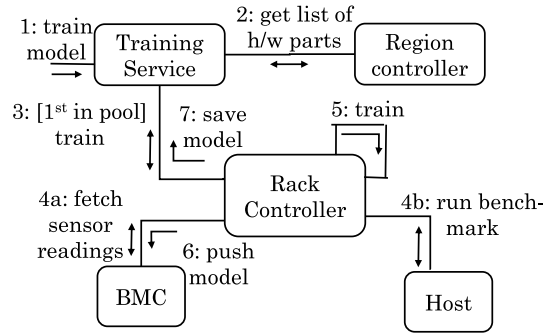 1: train
model
Training
Service
2: get list of
h/w parts
Region
controller
3: [1st in pool]
train
7: save
model
5: train
Rack
Controller
4a: fetch
sensor
readings
4b: run bench-
mark
6: push
model
BMC
Host